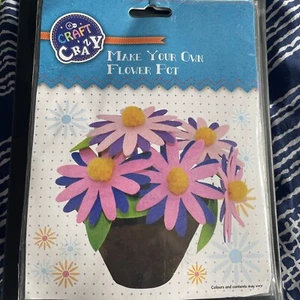 CRAFT
CRAZY
MAKE YOUR OWN
FLOWER POT
Colours and contents may vary